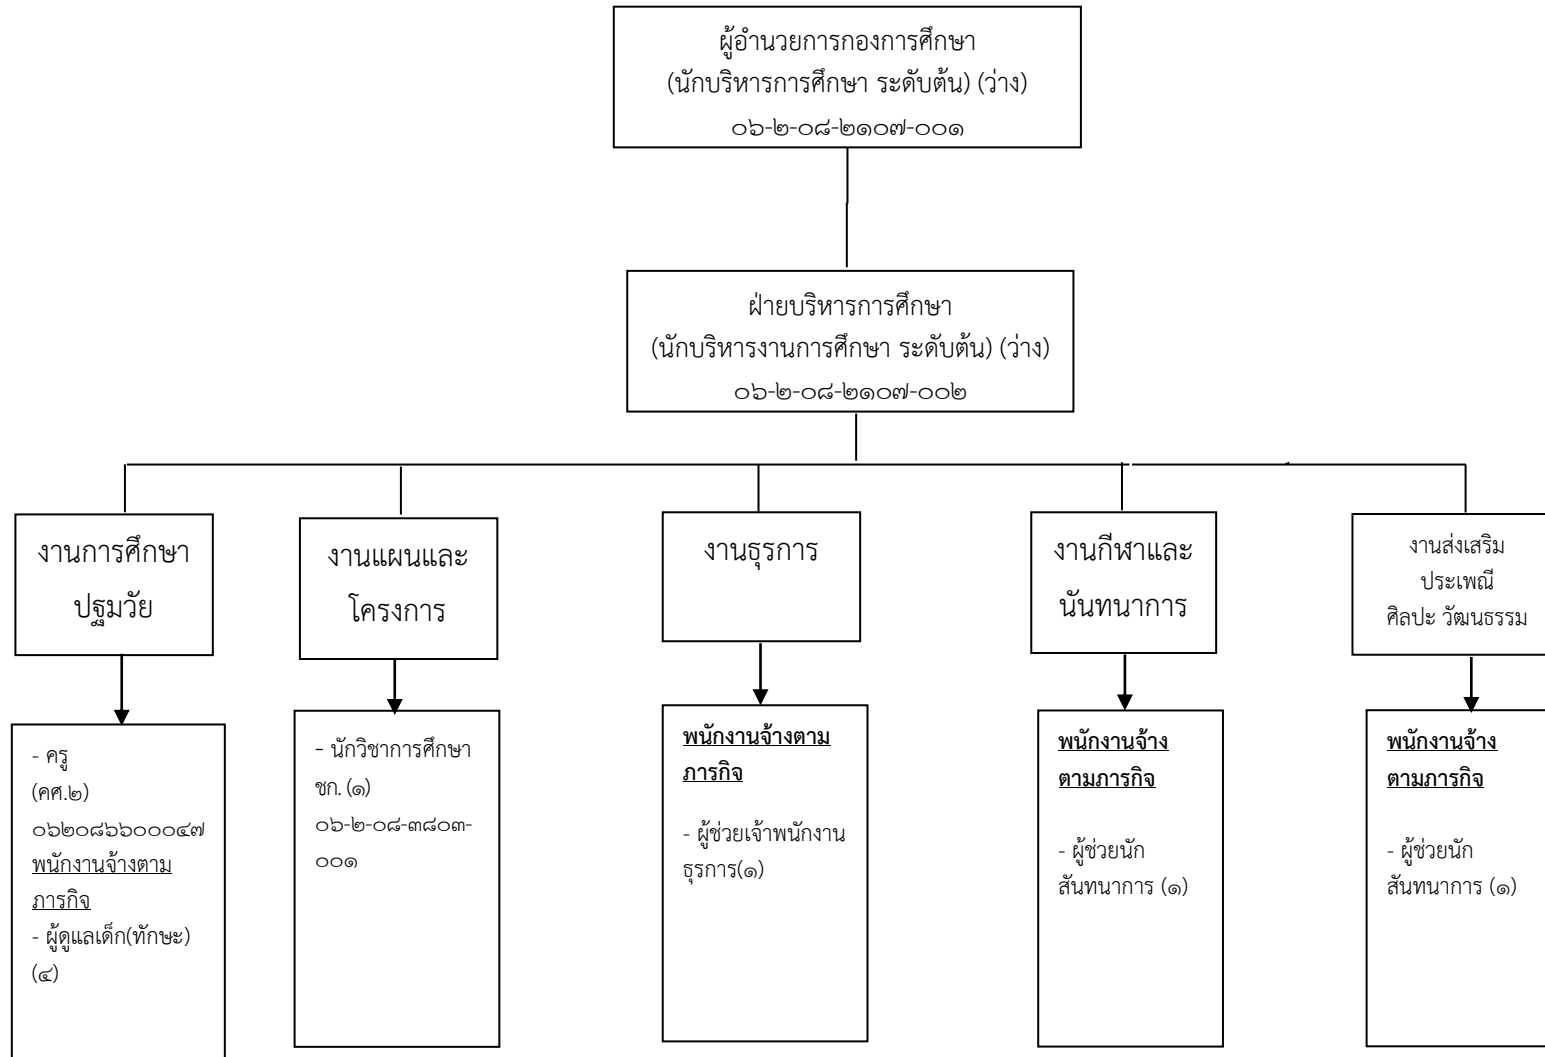 ผู้อำนวยการกองการศึกษา
(นักบริหารการศึกษา ระดับต้น) (ว่าง)
๐๖-๒-๐๘-๒๑๐๗-๐๐๑
ฝ่ายบริหารการศึกษา
(นักบริหารงานการศึกษา ระดับต้น) (ว่าง)
๐๖-๒-๐๘-๒๑๐๗-๐๐๒
งานการศึกษา
ปฐมวัย
งานแผนและ
โครงการ
งานธุรการ
งานกีฬาและ
นันทนาการ
งานส่งเสริม
ประเพณี
ศิลปะ วัฒนธรรม
- ครู
(คศ.๒)
๐๖๒๐๘๖๖๐๐๐๔๗
พนักงานจ้างตาม
ภารกิจ
- ผู้ดูแลเด็ก(ทักษะ)
(๔)
- นักวิชาการศึกษา
ชก. (๑)
๐๖-๒-๐๘-๓๘๐๓-
๐๐๑
พนักงานจ้างตาม
ภารกิจ
- ผู้ช่วยเจ้าพนักงาน
ธุรการ(๑)
พนักงานจ้าง
ตามภารกิจ
- ผู้ช่วยนัก
สันทนาการ (๑)
พนักงานจ้าง
ตามภารกิจ
- ผู้ช่วยนัก
สันทนาการ (๑)